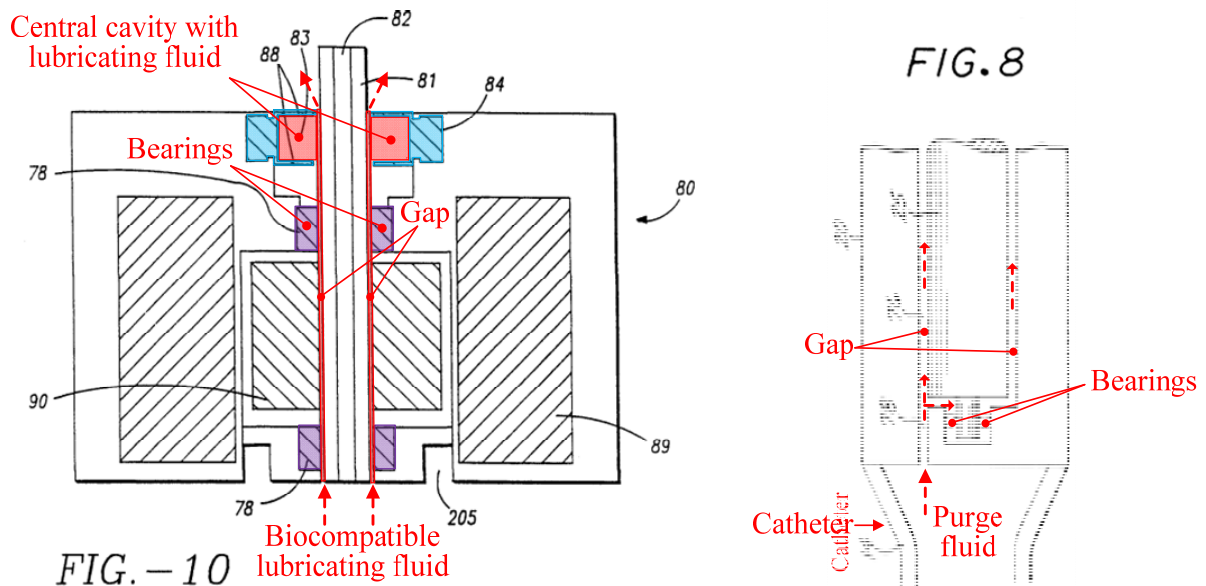 Central cavity with
lubricating fluid
82
83
88
81
84
Bearings
78
Gap
80
90
89
78
205
Biocompatible
lubricating fluid
FIG.-10
FIG.8
Gap
Bearings
Catheter
Catheter
Purge
fluid